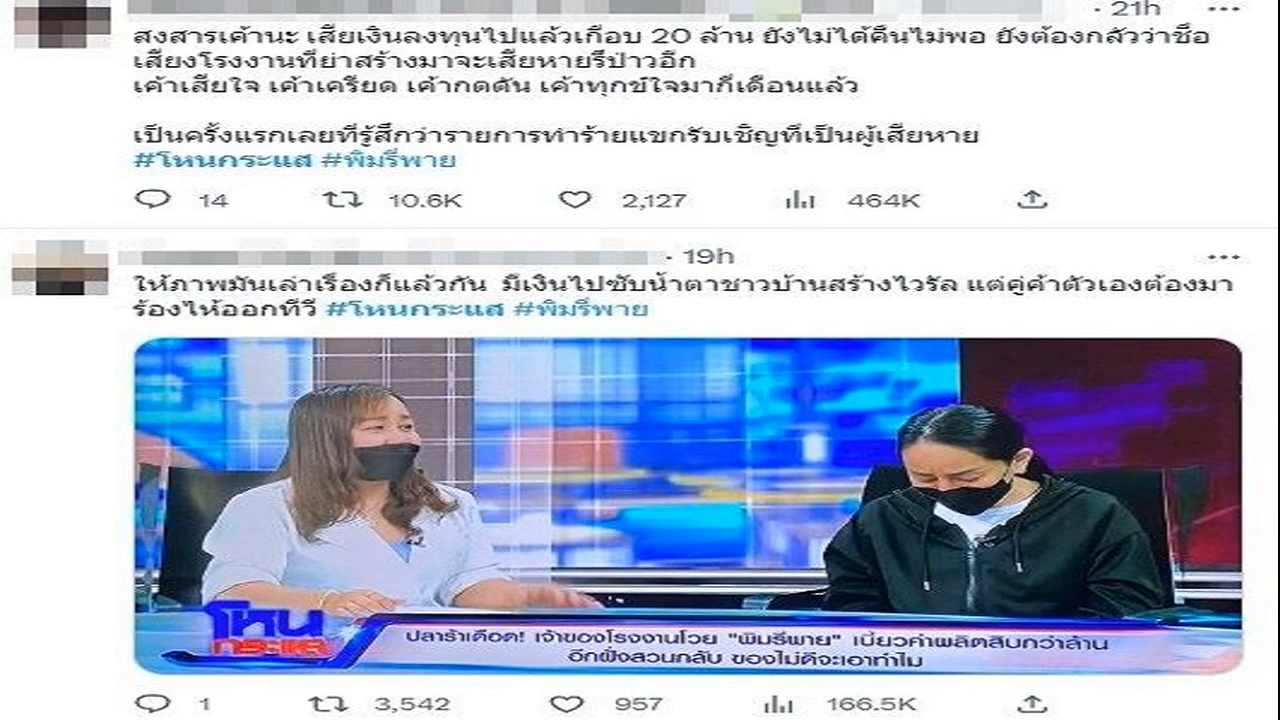 · 21h ···
สงสารเค้านะ เสียเงินลงทุนไปแล้วเกือบ 20 ล้าน ยังไม่ได้คืนไม่พอ ยังต้องกลัวว่าชื่อ
เสียงโรงงานที่ย่าสร้างมาจะเสียหายรึป่าวอีก
เค้าเสียใจ เค้าเครียด เค้ากดดัน เค้าทุกข์ใจมากี่เดือนแล้ว
เป็นครั้งแรกเลยที่รู้สึกว่ารายการทำร้ายแขกรับเชิญที่เป็นผู้เสียหาย
#โหนกระแส #พิมรี่พาย
14 10.6K 2,127 464K
· 19h ···
ให้ภาพมันเล่าเรื่องก็แล้วกัน มีเงินไปซับน้ำตาชาวบ้านสร้างไวรัล แต่คู่ค้าตัวเองต้องมา
ร้องไห้ออกทีวี #โหนกระแส #พิมรี่พาย
โหน
กระแส
ปลาร้าเดือด! เจ้าของโรงงานโวย "พิมรี่พาย" เบี้ยวค่าผลิตสิบกว่าล้าน
อีกฝั่งสวนกลับ ของไม่ดีจะเอาทำไม
1 3,542 957 166.5K